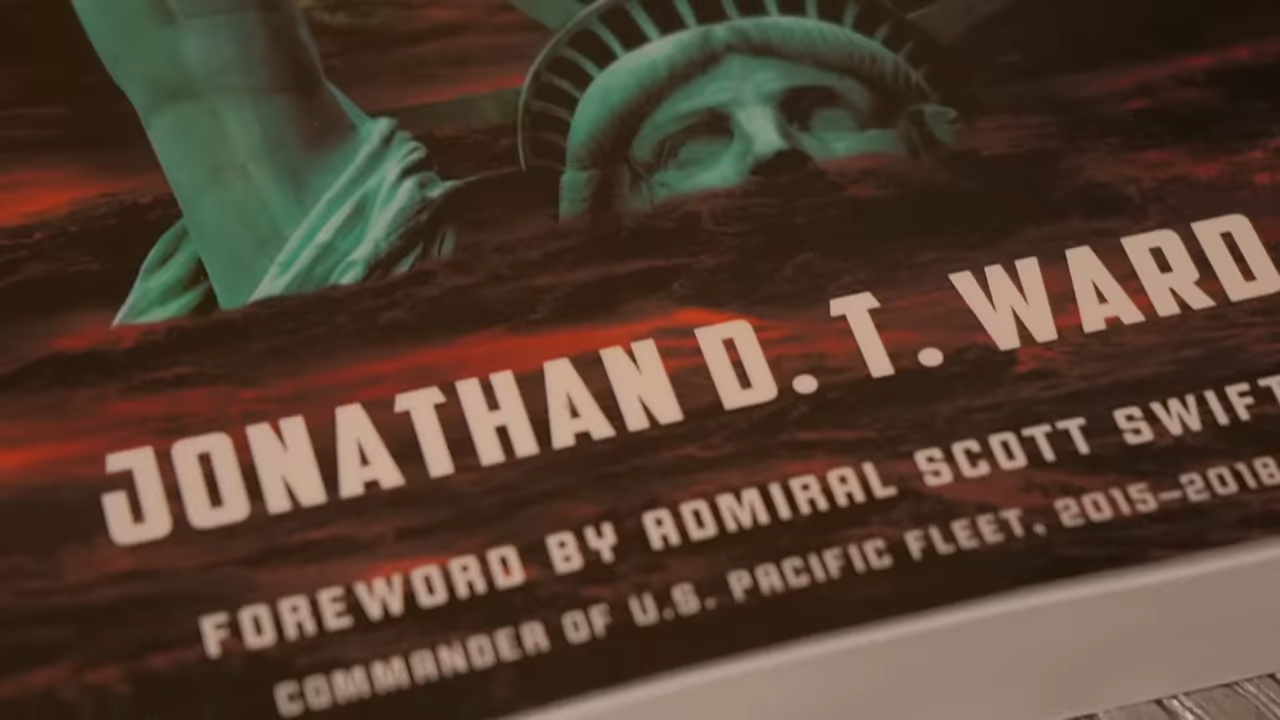 JONATHAN D. T. WARD
FOREWORD BY ADMIRAL SCOTT SWIFT
COMMANDER OF U.S. PACIFIC FLEET, 2015–2018